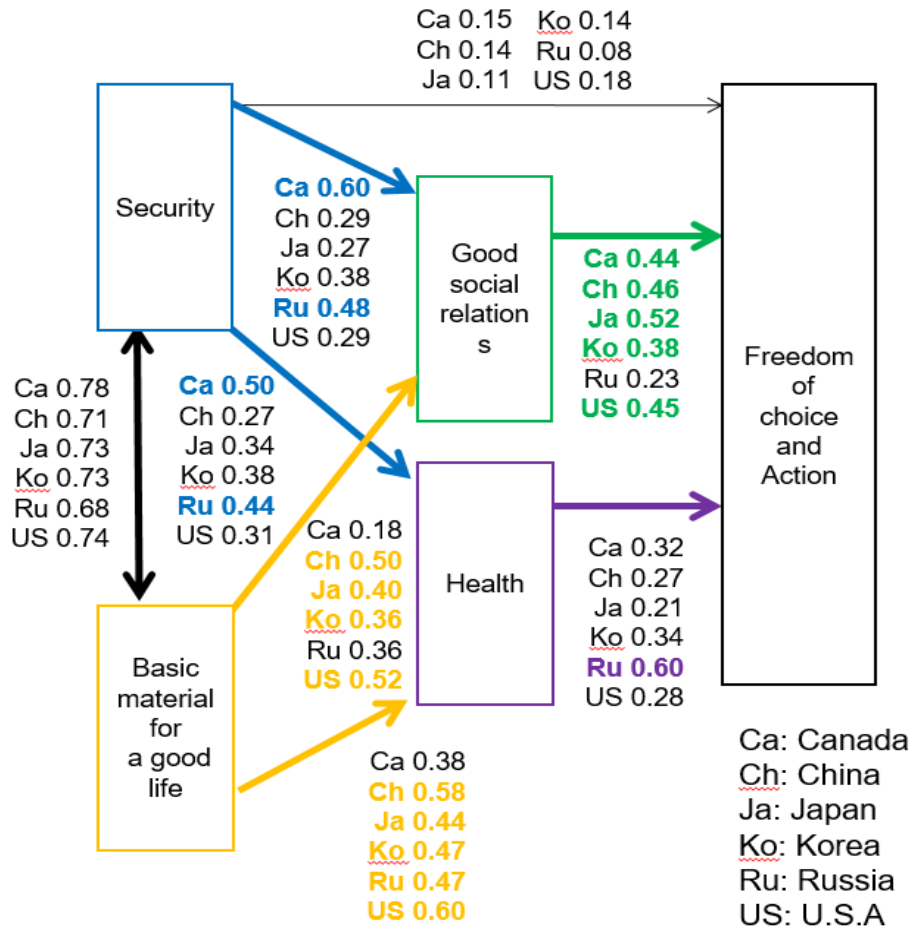 Ca 0.15 Ko 0.14
Ch 0.14 Ru 0.08
Ja 0.11 US 0.18
Security
Ca 0.60
Ch 0.29
Ja 0.27
Ko 0.38
Ru 0.48
US 0.29
Good
social
relation
s
Ca 0.44
Ch 0.46
Ja 0.52
Ko 0.38
Ru 0.23
US 0.45
Freedom
of
choice
and
Action
Ca 0.78
Ch 0.71
Ja 0.73
Ko 0.73
Ru 0.68
US 0.74
Ca 0.50
Ch 0.27
Ja 0.34
Ko 0.38
Ru 0.44
US 0.31
Ca 0.18
Ch 0.50
Ja 0.40
Ko 0.36
Ru 0.36
US 0.52
Health
Ca 0.32
Ch 0.27
Ja 0.21
Ko 0.34
Ru 0.60
US 0.28
Basic
material
for
a good
life
Ca 0.38
Ch 0.58
Ja 0.44
Ko 0.47
Ru 0.47
US 0.60
Ca: Canada
Ch: China
Ja: Japan
Ko: Korea
Ru: Russia
US: U.S.A